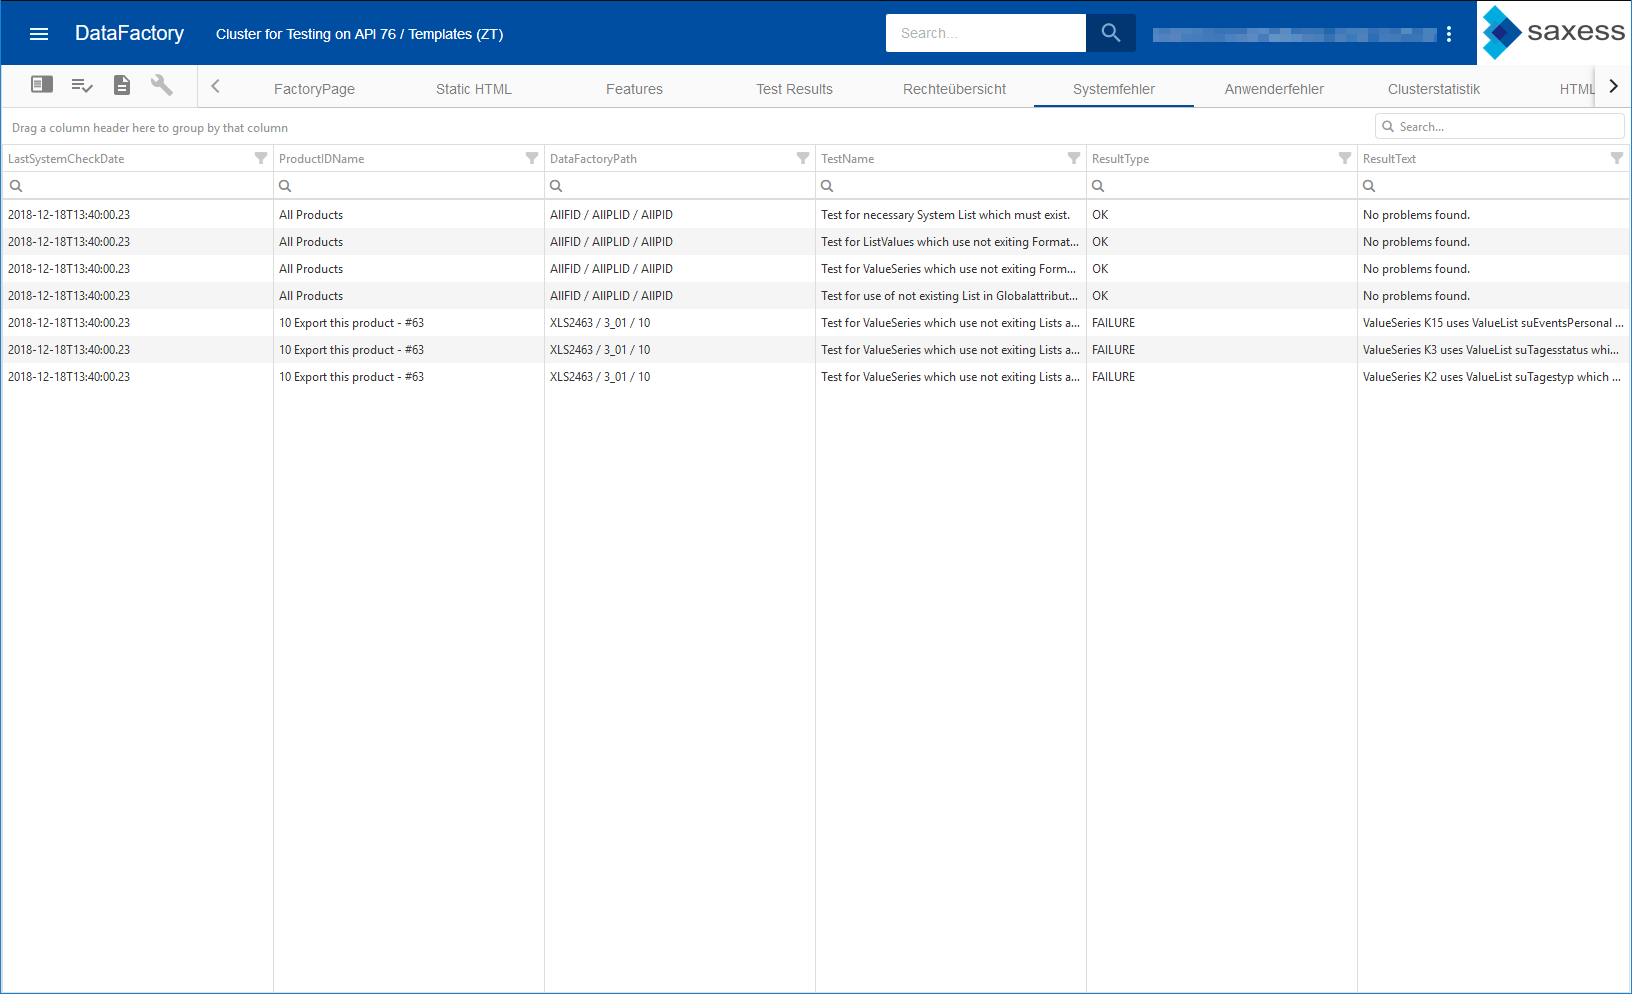 DataFactory
Cluster for Testing on API 76 / Templates (ZT)
Search...
saxess
FactoryPage
Static HTML
Features
Test Results
Rechteübersicht
Systemfehler
Anwenderfehler
Clusterstatistik
HTML
Drag a column header here to group by that column
Search...
LastSystemCheckDate ProductIDName DataFactoryPath TestName ResultType ResultText
2018-12-18T13:40:00.23 All Products AllFID / AllPLID / AllPID Test for necessary System List which must exist. OK No problems found.
2018-12-18T13:40:00.23 All Products AllFID / AllPLID / AllPID Test for ListValues which use not exiting Format... OK No problems found.
2018-12-18T13:40:00.23 All Products AllFID / AllPLID / AllPID Test for ValueSeries which use not exiting Form... OK No problems found.
2018-12-18T13:40:00.23 All Products AllFID / AllPLID / AllPID Test for use of not existing List in Globalattribut... OK No problems found.
2018-12-18T13:40:00.23 10 Export this product - #63 XLS2463 / 3_01 / 10 Test for ValueSeries which use not exiting Lists a... FAILURE ValueSeries K15 uses ValueList suEventsPersonal ...
2018-12-18T13:40:00.23 10 Export this product - #63 XLS2463 / 3_01 / 10 Test for ValueSeries which use not exiting Lists a... FAILURE ValueSeries K3 uses ValueList suTagesstatus whi...
2018-12-18T13:40:00.23 10 Export this product - #63 XLS2463 / 3_01 / 10 Test for ValueSeries which use not exiting Lists a... FAILURE ValueSeries K2 uses ValueList suTagestyp which ...